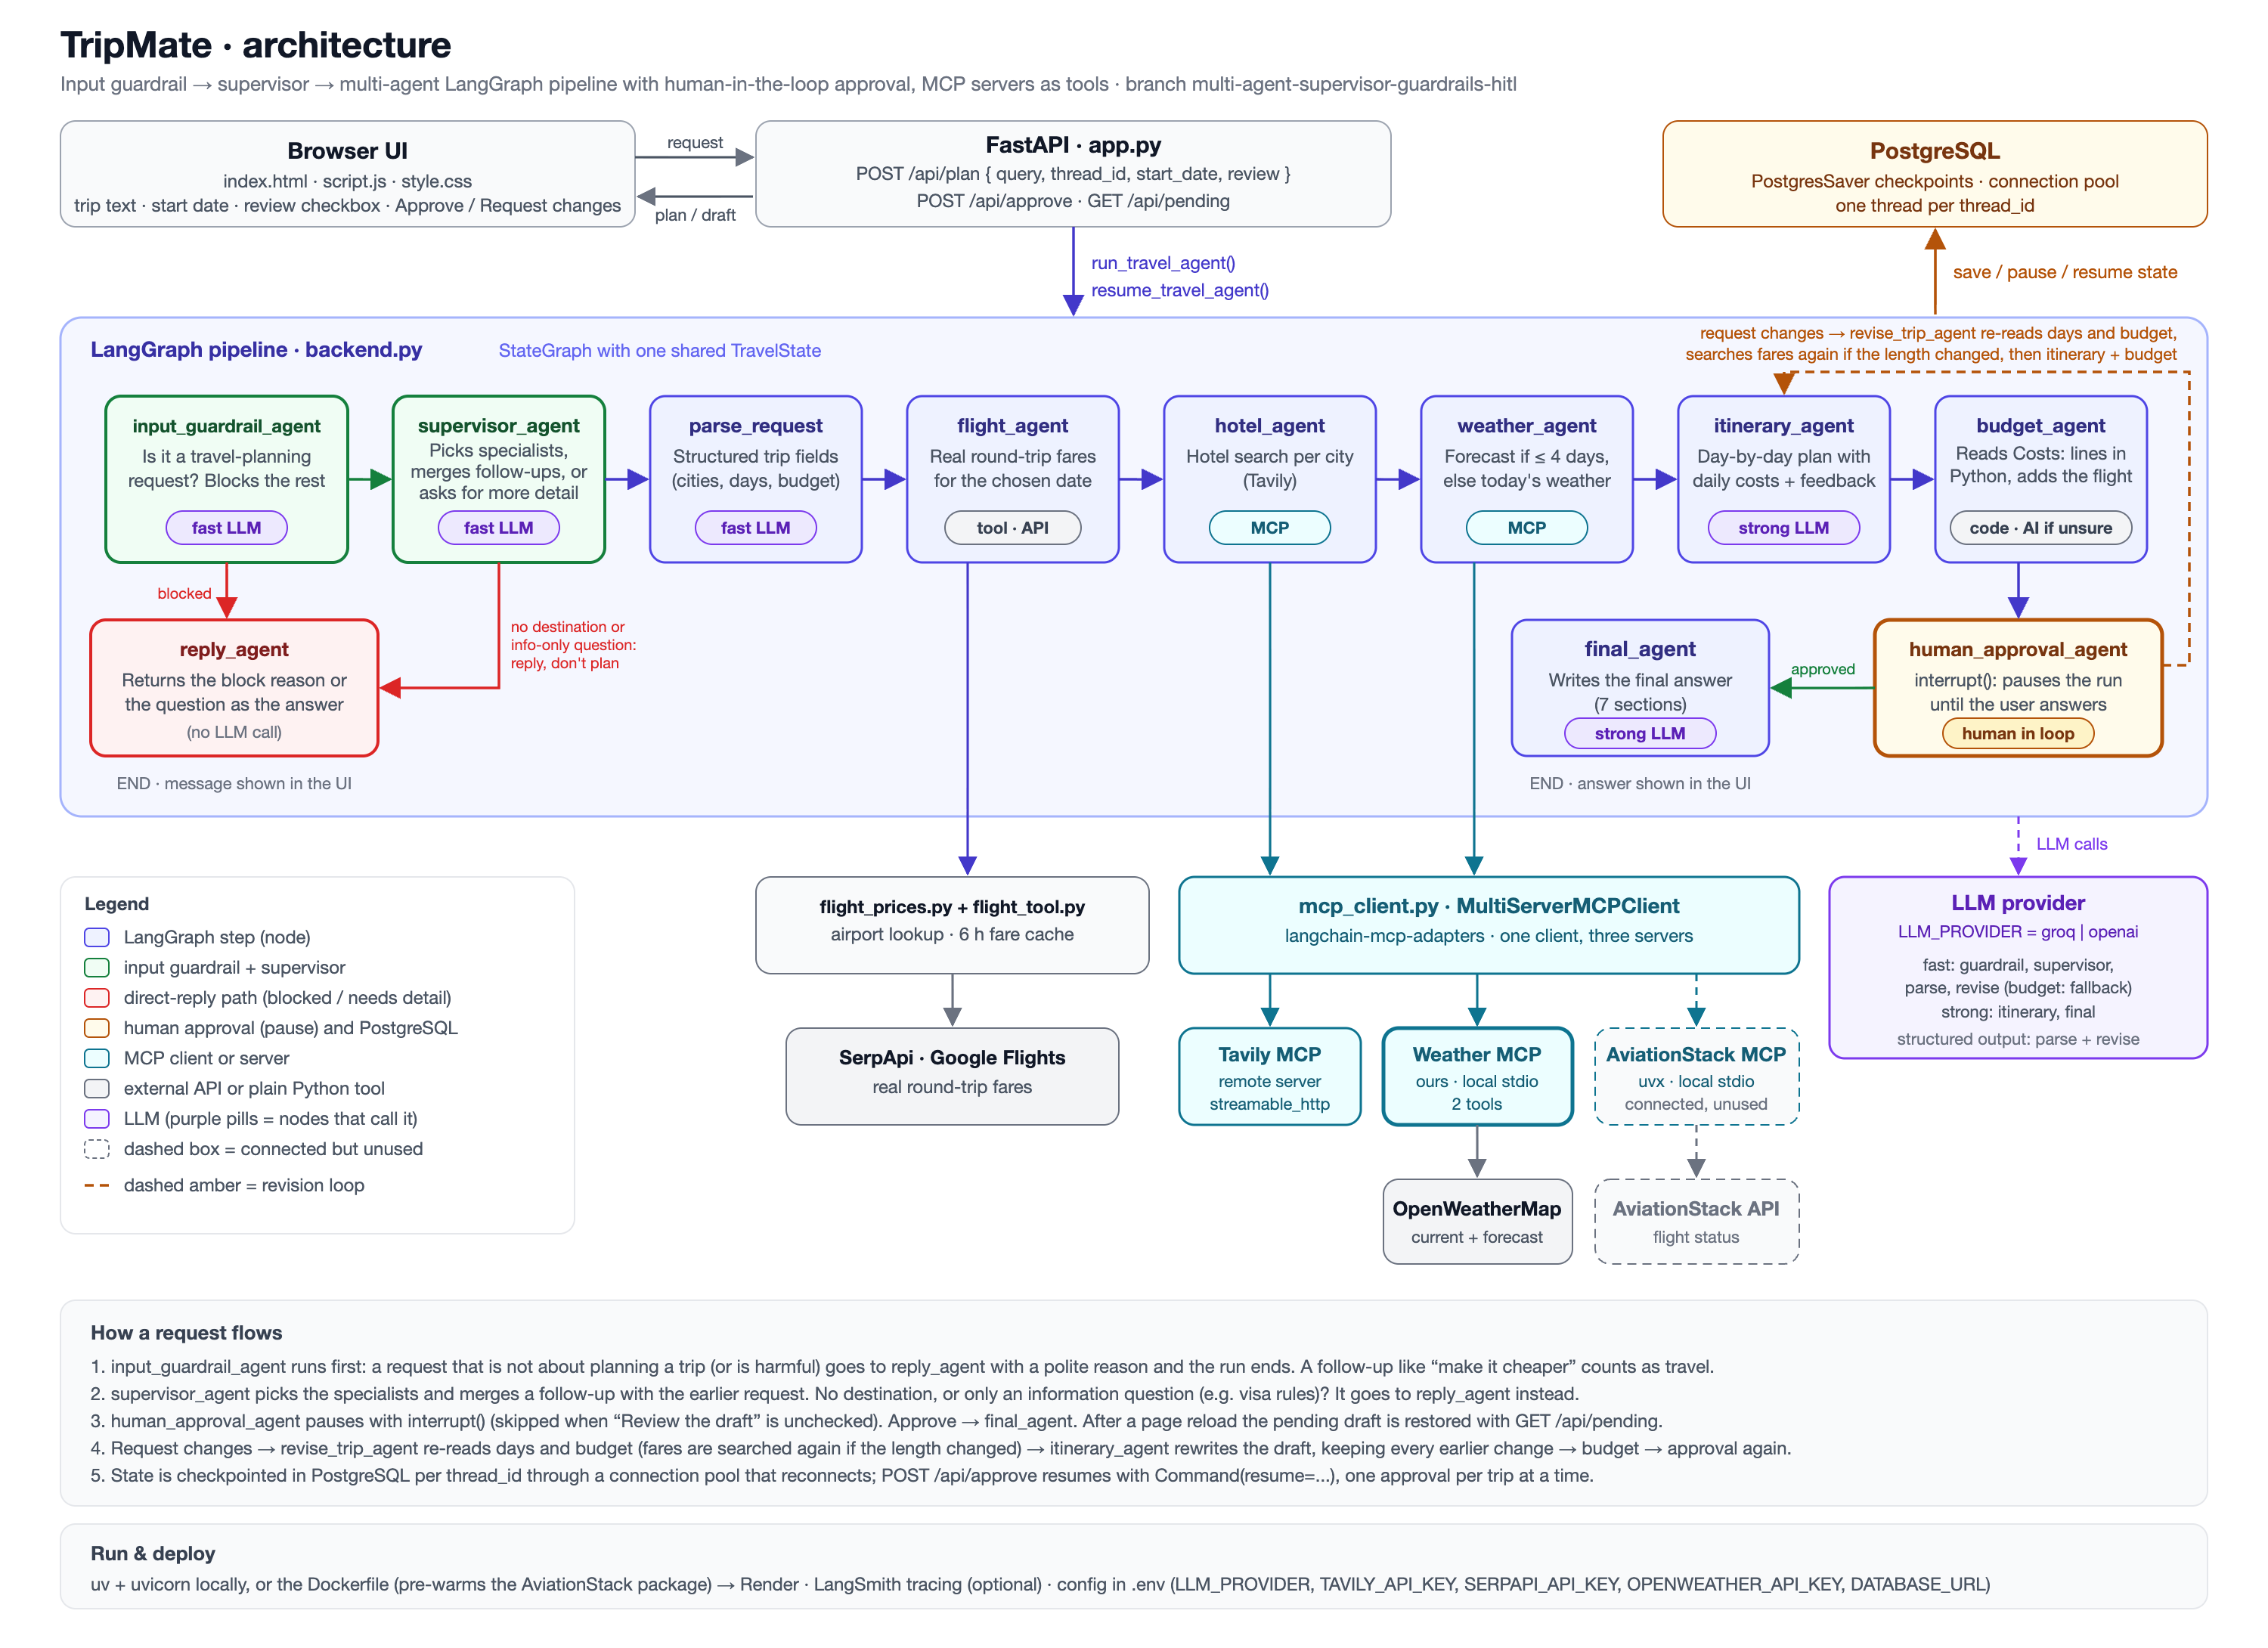 TripMate · architecture
Input guardrail → supervisor → multi-agent LangGraph pipeline with human-in-the-loop approval, MCP servers as tools · branch multi-agent-supervisor-guardrails-hitl
Browser UI
index.html · script.js · style.css
trip text · start date · review checkbox · Approve / Request changes
request
plan / draft
FastAPI · app.py
POST /api/plan { query, thread_id, start_date, review }
POST /api/approve · GET /api/pending
PostgreSQL
PostgresSaver checkpoints · connection pool
one thread per thread_id
run_travel_agent()
resume_travel_agent()
save / pause / resume state
LangGraph pipeline · backend.py
StateGraph with one shared TravelState
request changes → revise_trip_agent re-reads days and budget,
searches fares again if the length changed, then itinerary + budget
input_guardrail_agent
Is it a travel-planning
request? Blocks the rest
fast LLM
supervisor_agent
Picks specialists,
merges follow-ups, or
asks for more detail
fast LLM
parse_request
Structured trip fields
(cities, days, budget)
fast LLM
flight_agent
Real round-trip fares
for the chosen date
tool · API
hotel_agent
Hotel search per city
(Tavily)
MCP
weather_agent
Forecast if ≤ 4 days,
else today's weather
MCP
itinerary_agent
Day-by-day plan with
daily costs + feedback
strong LLM
budget_agent
Reads Costs: lines in
Python, adds the flight
code · AI if unsure
blocked
no destination or
info-only question:
reply, don't plan
reply_agent
Returns the block reason or
the question as the answer
(no LLM call)
END · message shown in the UI
final_agent
Writes the final answer
(7 sections)
strong LLM
END · answer shown in the UI
approved
human_approval_agent
interrupt(): pauses the run
until the user answers
human in loop
LLM calls
Legend
LangGraph step (node)
input guardrail + supervisor
direct-reply path (blocked / needs detail)
human approval (pause) and PostgreSQL
MCP client or server
external API or plain Python tool
LLM (purple pills = nodes that call it)
dashed box = connected but unused
dashed amber = revision loop
flight_prices.py + flight_tool.py
airport lookup · 6 h fare cache
SerpApi · Google Flights
real round-trip fares
mcp_client.py · MultiServerMCPClient
langchain-mcp-adapters · one client, three servers
Tavily MCP
remote server
streamable_http
Weather MCP
ours · local stdio
2 tools
AviationStack MCP
uvx · local stdio
connected, unused
OpenWeatherMap
current + forecast
AviationStack API
flight status
LLM provider
LLM_PROVIDER = groq | openai
fast: guardrail, supervisor,
parse, revise (budget: fallback)
strong: itinerary, final
structured output: parse + revise
How a request flows
1. input_guardrail_agent runs first: a request that is not about planning a trip (or is harmful) goes to reply_agent with a polite reason and the run ends. A follow-up like “make it cheaper” counts as travel.
2. supervisor_agent picks the specialists and merges a follow-up with the earlier request. No destination, or only an information question (e.g. visa rules)? It goes to reply_agent instead.
3. human_approval_agent pauses with interrupt() (skipped when “Review the draft” is unchecked). Approve → final_agent. After a page reload the pending draft is restored with GET /api/pending.
4. Request changes → revise_trip_agent re-reads days and budget (fares are searched again if the length changed) → itinerary_agent rewrites the draft, keeping every earlier change → budget → approval again.
5. State is checkpointed in PostgreSQL per thread_id through a connection pool that reconnects; POST /api/approve resumes with Command(resume=...), one approval per trip at a time.
Run & deploy
uv + uvicorn locally, or the Dockerfile (pre-warms the AviationStack package) → Render · LangSmith tracing (optional) · config in .env (LLM_PROVIDER, TAVILY_API_KEY, SERPAPI_API_KEY, OPENWEATHER_API_KEY, DATABASE_URL)